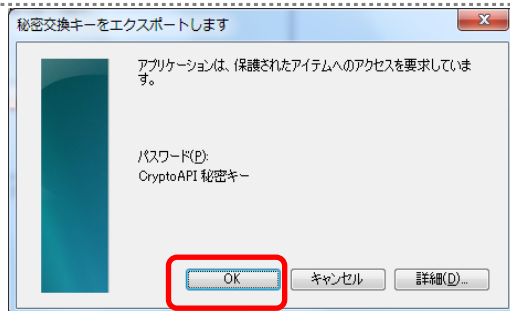 秘密交換キーをエクスポートします
アプリケーションは、保護されたアイテムへのアクセスを要求していま
す。
パスワード(P):
CryptoAPI 秘密キー
OK キャンセル 詳細(D)...